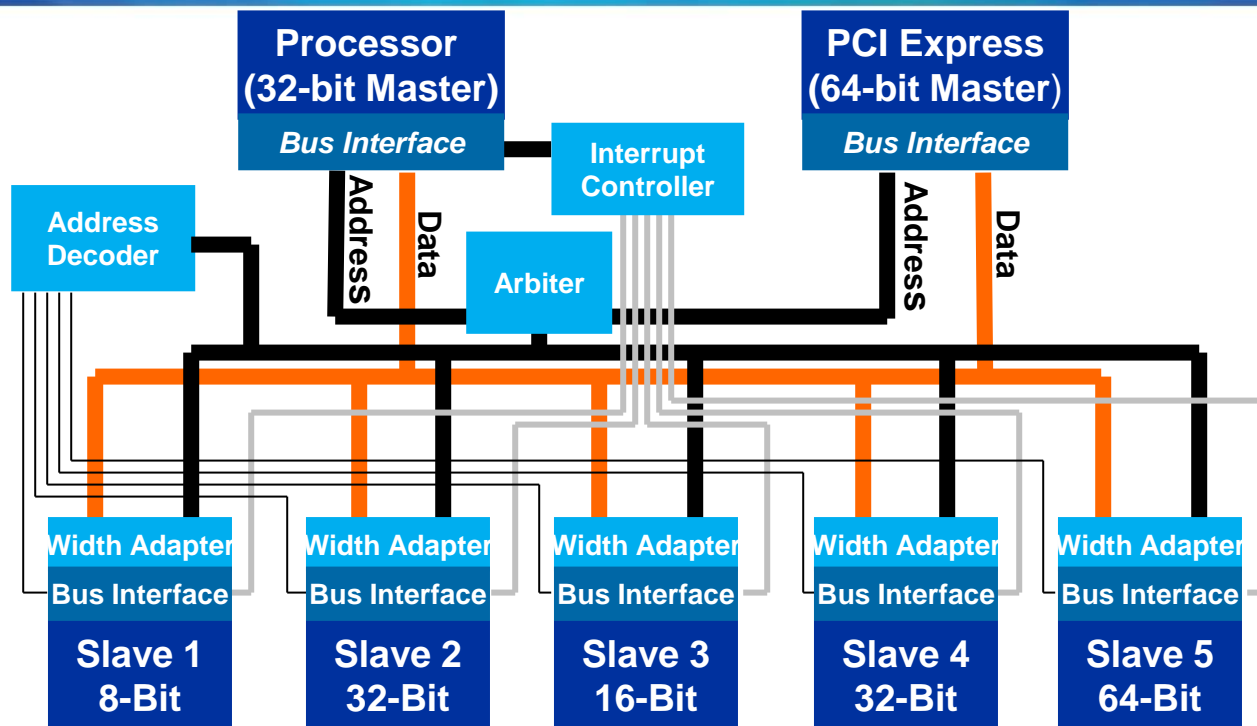 Processor
(32-bit Master)
Bus Interface
PCI Express
(64-bit Master)
Bus Interface
Interrupt
Controller
Address
Decoder
Address
Data
Arbiter
Address
Data
Width Adapter
Bus Interface
Slave 1
8-Bit
Width Adapter
Bus Interface
Slave 2
32-Bit
Width Adapter
Bus Interface
Slave 3
16-Bit
Width Adapter
Bus Interface
Slave 4
32-Bit
Width Adapter
Bus Interface
Slave 5
64-Bit